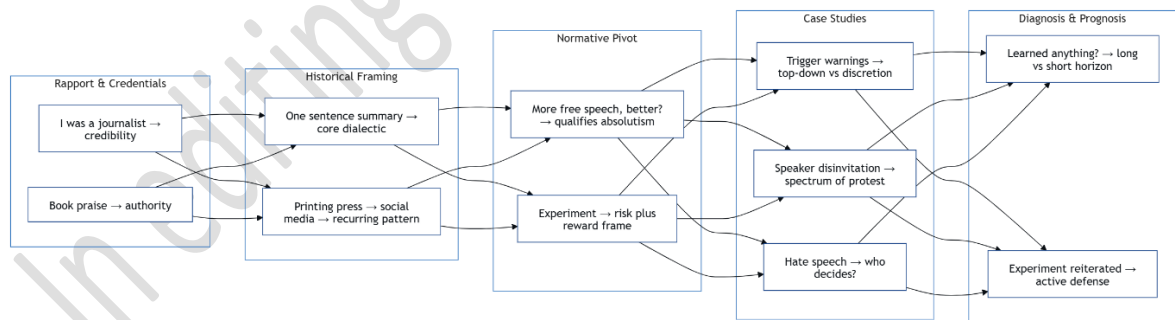 Rapport & Credentials
I was a journalist →
credibility
Book praise → authority
Historical Framing
One sentence summary →
core dialectic
Printing press → social
media → recurring pattern
Normative Pivot
More free speech, better?
→ qualifies absolutism
Experiment → risk plus
reward frame
Case Studies
Trigger warnings →
top-down vs discretion
Speaker disinvitation →
spectrum of protest
Hate speech → who
decides?
Diagnosis & Prognosis
Learned anything? → long
vs short horizon
Experiment reiterated →
active defense
In editing